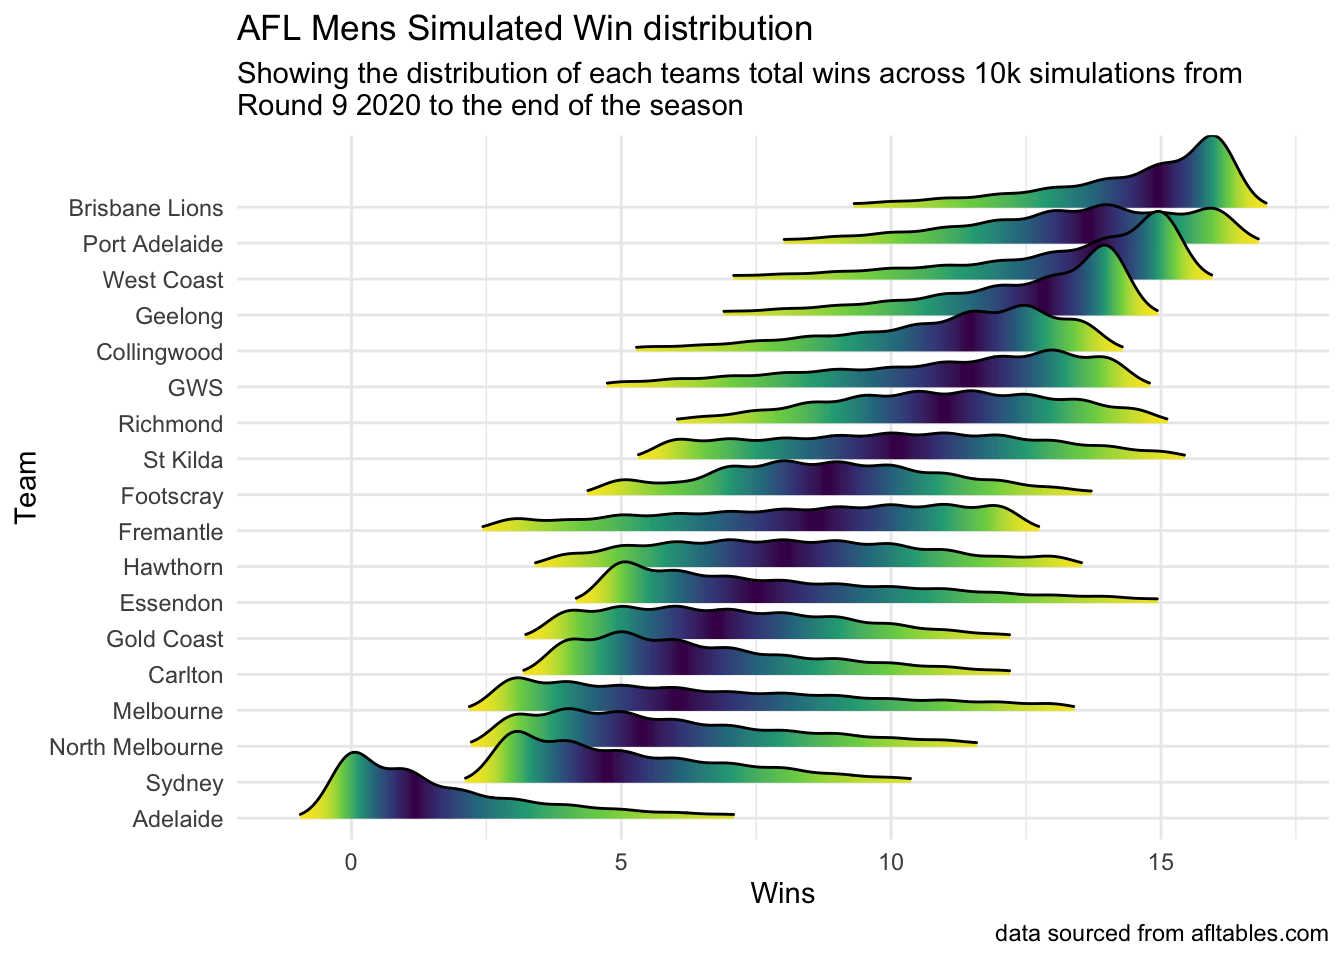 AFL Mens Simulated Win distribution
Showing the distribution of each teams total wins across 10k simulations from
Round 9 2020 to the end of the season
Team
Brisbane Lions
Port Adelaide
West Coast
Geelong
Collingwood
GWS
Richmond
St Kilda
Footscray
Fremantle
Hawthorn
Essendon
Gold Coast
Carlton
Melbourne
North Melbourne
Sydney
Adelaide
0 5 10 15
Wins
data sourced from afltables.com